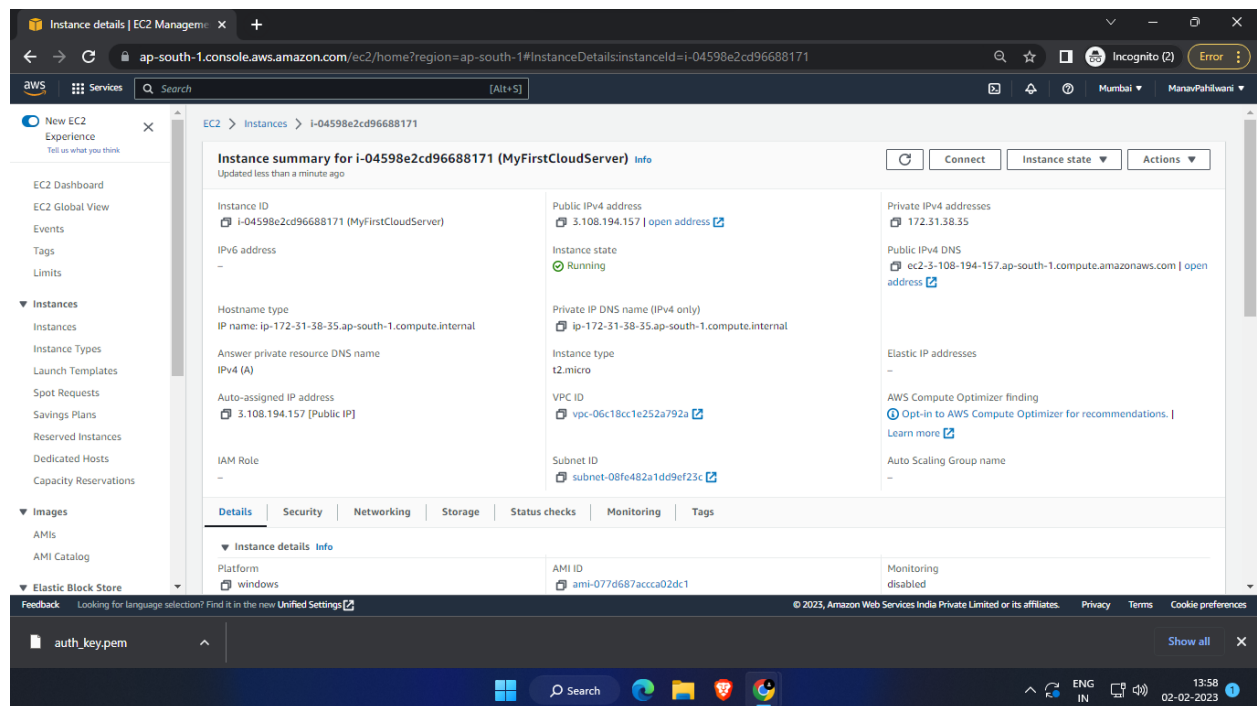 Instance details | EC2 Manageme
ap-south-1.console.aws.amazon.com/ec2/home?region=ap-south-1#InstanceDetails:instanceId=i-04598e2cd96688171
Incognito (2)
Error
aws
Services
Search
[Alt+S]
Mumbai
ManavPahilwani
New EC2
Experience
Tell us what you think
EC2 Dashboard
EC2 Global View
Events
Tags
Limits
Instances
Instances
Instance Types
Launch Templates
Spot Requests
Savings Plans
Reserved Instances
Dedicated Hosts
Capacity Reservations
Images
AMIs
AMI Catalog
Elastic Block Store
EC2 > Instances > i-04598e2cd96688171
Instance summary for i-04598e2cd96688171 (MyFirstCloudServer) Info
Updated less than a minute ago
Connect
Instance state
Actions
Instance ID
i-04598e2cd96688171 (MyFirstCloudServer)
Public IPv4 address
3.108.194.157 | open address
Private IPv4 addresses
172.31.38.35
IPv6 address
–
Instance state
Running
Public IPv4 DNS
ec2-3-108-194-157.ap-south-1.compute.amazonaws.com | open
address
Hostname type
IP name: ip-172-31-38-35.ap-south-1.compute.internal
Private IP DNS name (IPv4 only)
ip-172-31-38-35.ap-south-1.compute.internal
Answer private resource DNS name
IPv4 (A)
Instance type
t2.micro
Elastic IP addresses
–
Auto-assigned IP address
3.108.194.157 [Public IP]
VPC ID
vpc-06c18cc1e252a792a
AWS Compute Optimizer finding
Opt-in to AWS Compute Optimizer for recommendations. |
Learn more
IAM Role
–
Subnet ID
subnet-08fe482a1dd9ef23c
Auto Scaling Group name
–
Details
Security
Networking
Storage
Status checks
Monitoring
Tags
Instance details Info
Platform
windows
AMI ID
ami-077d687accca02dc1
Monitoring
disabled
Feedback
Looking for language selection? Find it in the new Unified Settings
© 2023, Amazon Web Services India Private Limited or its affiliates.
Privacy
Terms
Cookie preferences
auth_key.pem
Show all
Search
ENG
IN
13:58
02-02-2023
1